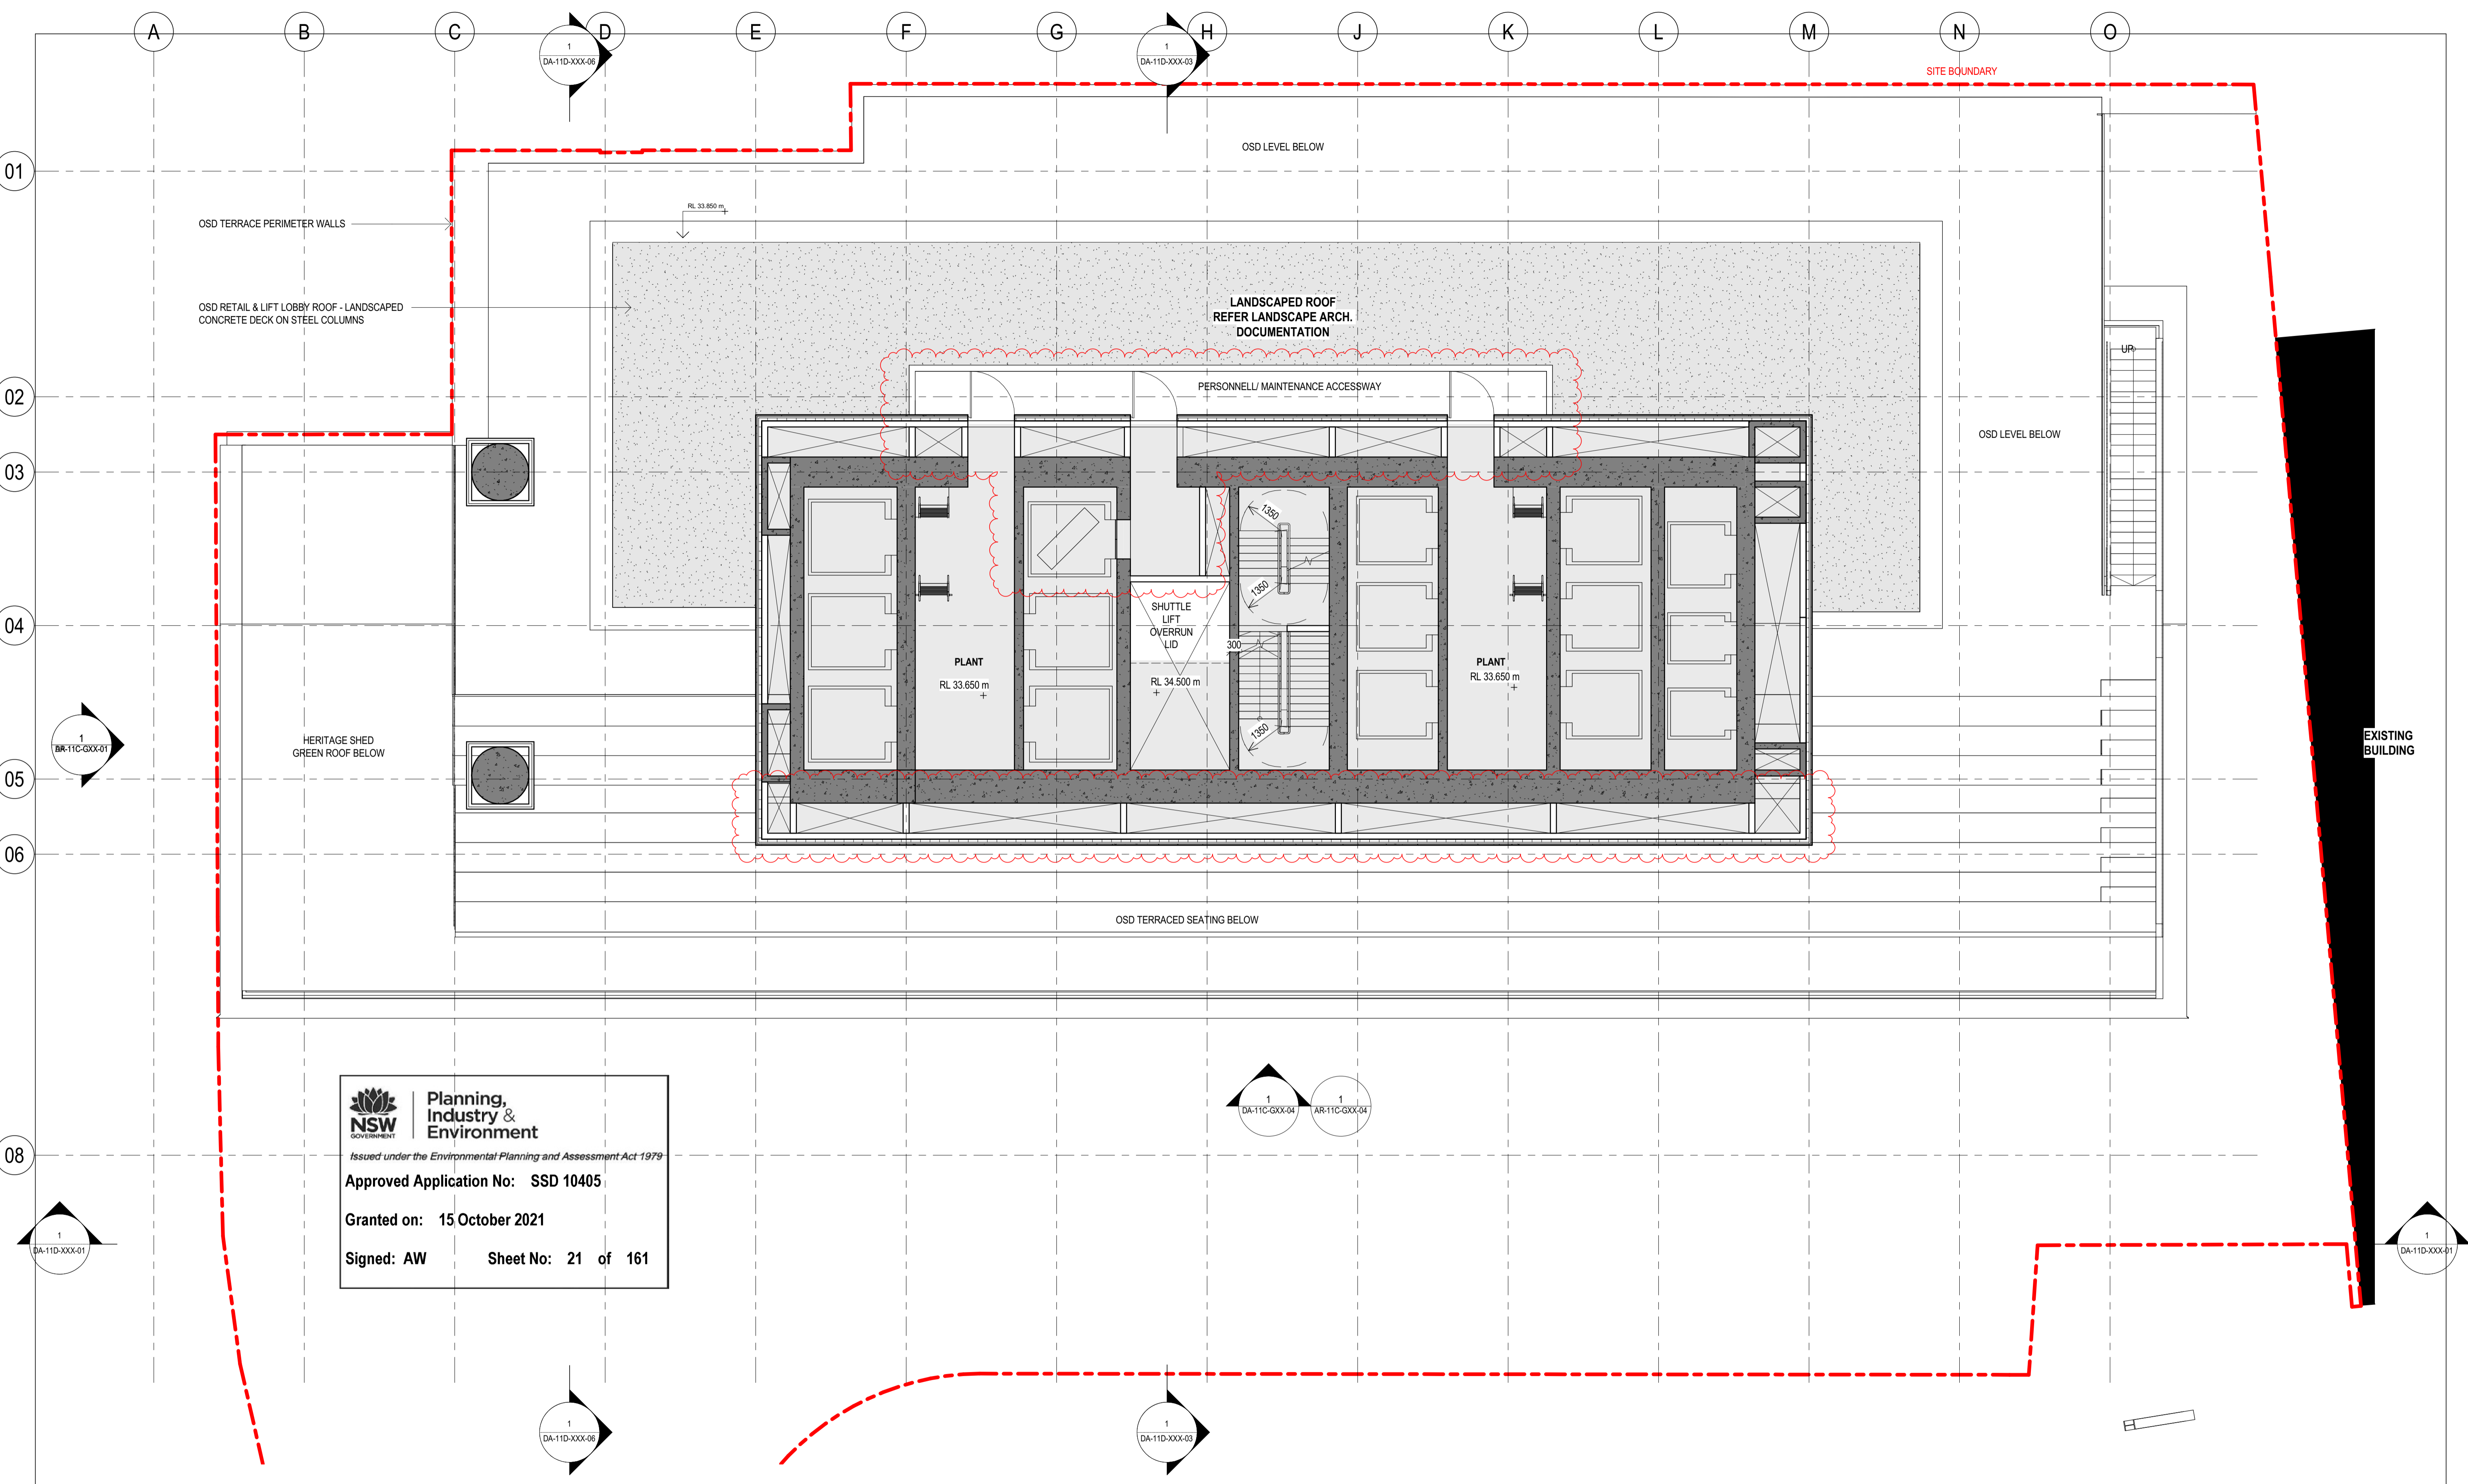 A B C D E F G H J K L M N O
1
DA-11D-XXX-06
1
DA-11D-XXX-03
SITE BOUNDARY
OSD LEVEL BELOW
01
RL 33.850 m
OSD TERRACE PERIMETER WALLS
OSD RETAIL & LIFT LOBBY ROOF - LANDSCAPED
CONCRETE DECK ON STEEL COLUMNS
LANDSCAPED ROOF
REFER LANDSCAPE ARCH.
DOCUMENTATION
UP
02
PERSONNELL/ MAINTENANCE ACCESSWAY
OSD LEVEL BELOW
03
1350
1350
SHUTTLE
LIFT
OVERRUN
LID
04
300
PLANT
RL 33.650 m
RL 34.500 m
PLANT
RL 33.650 m
1350
1
-11C-GXX-01
HERITAGE SHED
GREEN ROOF BELOW
EXISTING
BUILDING
05
06
OSD TERRACED SEATING BELOW
NSW
GOVERNMENT
Planning,
Industry &
Environment
Issued under the Environmental Planning and Assessment Act 1979
Approved Application No: SSD 10405
Granted on: 15 October 2021
Signed: AW Sheet No: 21 of 161
1
DA-11C-GXX-04
1
AR-11C-GXX-04
08
1
DA-11D-XXX-01
1
DA-11D-XXX-01
1
DA-11D-XXX-06
1
DA-11D-XXX-03